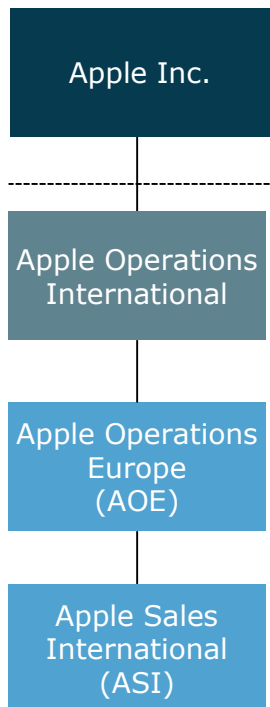 Apple Inc.
Apple Operations
International
Apple Operations
Europe
(AOE)
Apple Sales
International
(ASI)